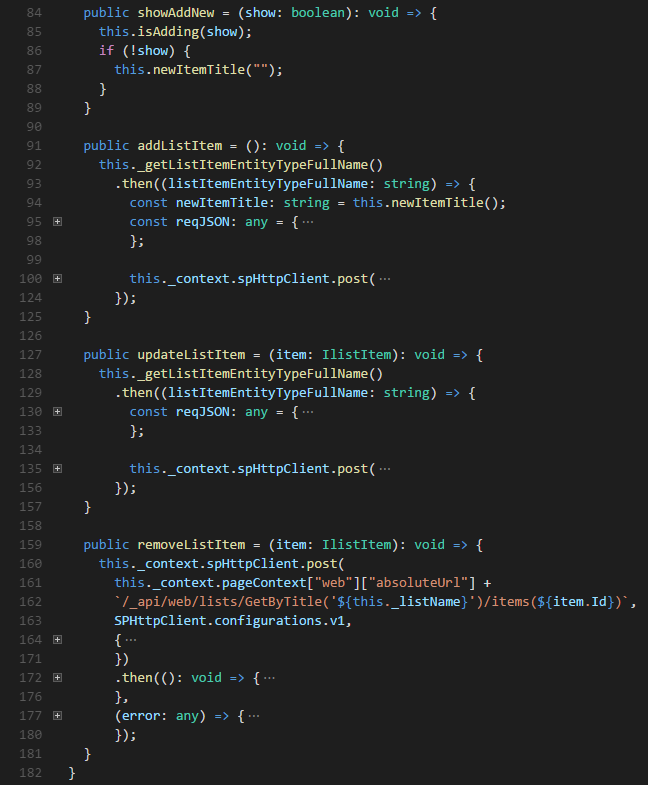 84 public showAddNew = (show: boolean): void => {
85 this.isAdding(show);
86 if (!show) {
87 this.newItemTitle("");
88 }
89 }
90
91 public addListItem = (): void => {
92 this._getListItemEntityTypeFullName()
93 .then((listItemEntityTypeFullName: string) => {
94 const newItemTitle: string = this.newItemTitle();
95 const reqJSON: any = {···
98 };
99
100 this._context.spHttpClient.post( ···
124 });
125 }
126
127 public updateListItem = (item: IlistItem): void => {
128 this._getListItemEntityTypeFullName()
129 .then((listItemEntityTypeFullName: string) => {
130 const reqJSON: any = {···
133 };
134
135 this._context.spHttpClient.post( ···
156 });
157 }
158
159 public removeListItem = (item: IlistItem): void => {
160 this._context.spHttpClient.post(
161 this._context.pageContext["web"]["absoluteUrl"] +
162 `/_api/web/lists/GetByTitle('${this._listName}')/items(${item.Id})`,
163 SPHttpClient.configurations.v1,
164 {···
171 })
172 .then((): void => {···
176 },
177 (error: any) => {···
180 });
181 }
182 }